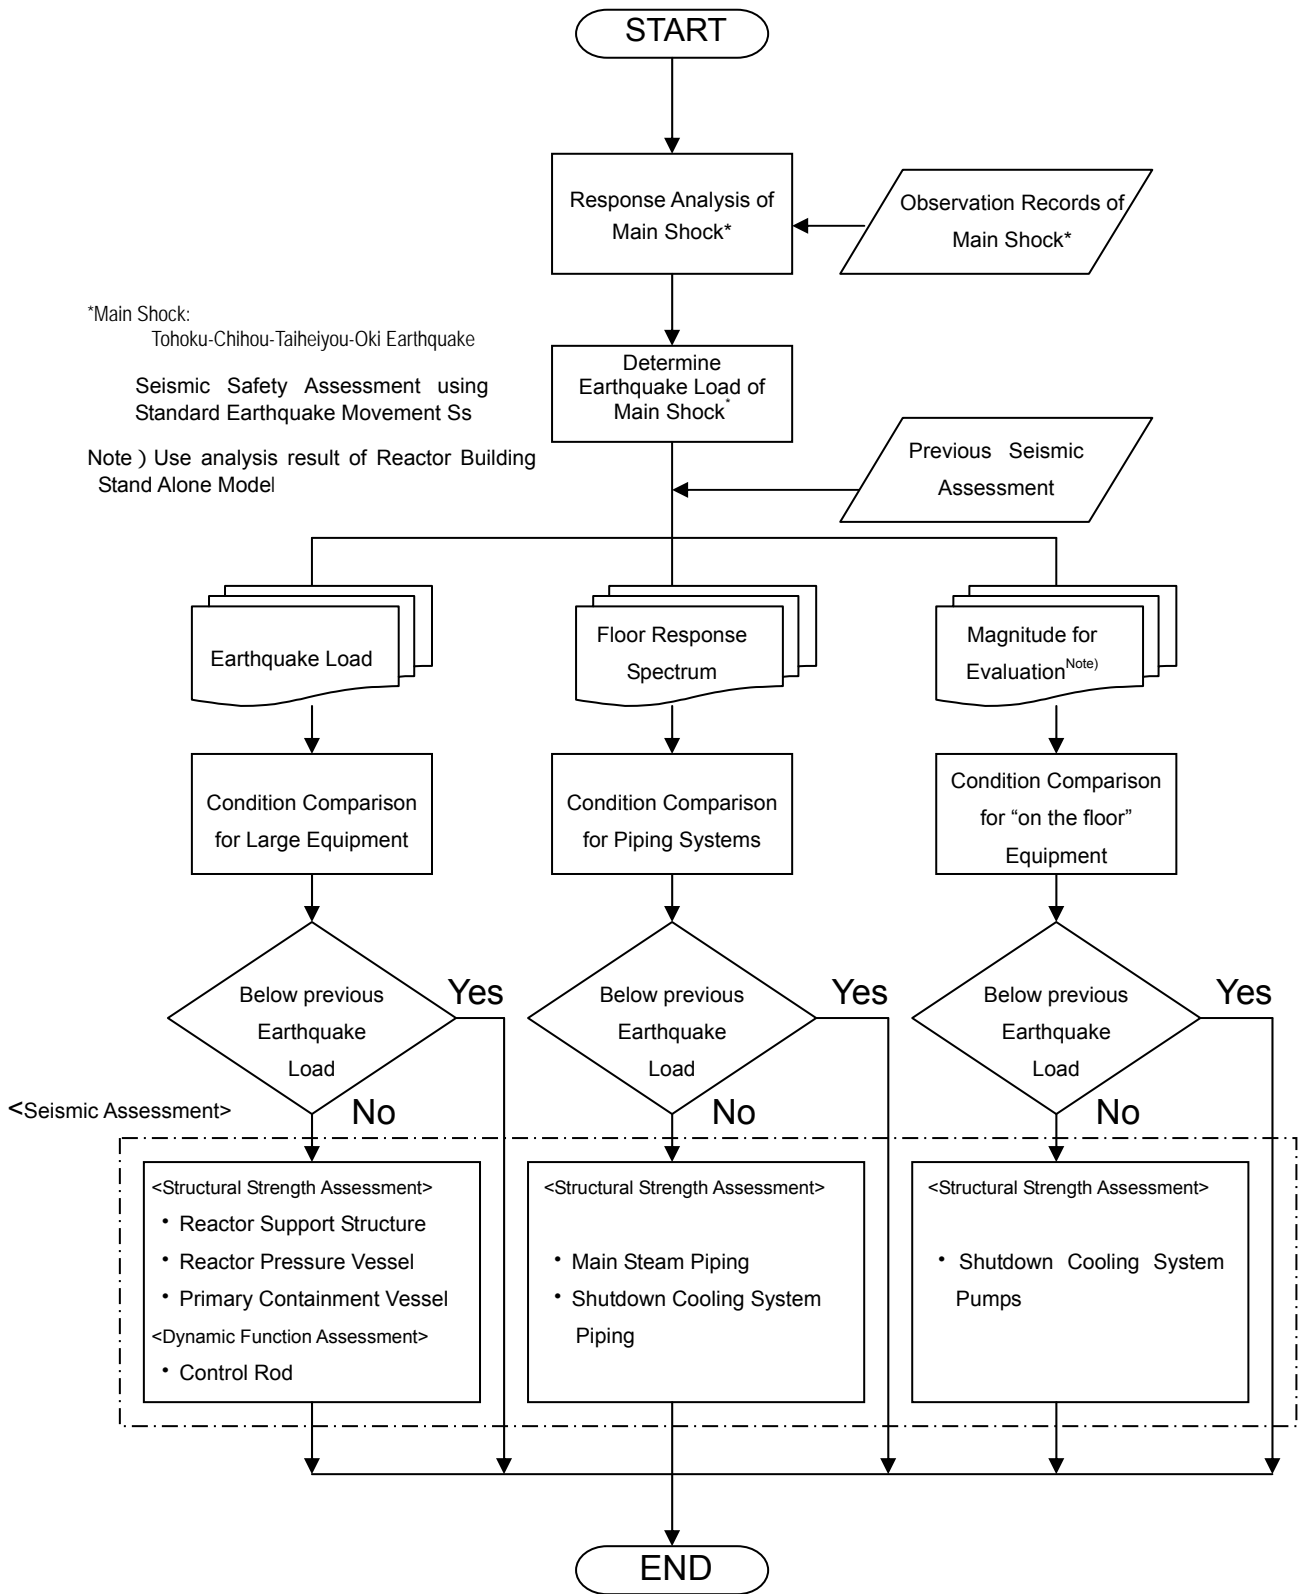 START
Response Analysis of
Main Shock*
Observation Records of
Main Shock*
*Main Shock:
Tohoku-Chihou-Taiheiyou-Oki Earthquake
Seismic Safety Assessment using
Standard Earthquake Movement Ss
Note ) Use analysis result of Reactor Building
Stand Alone Model
Determine
Earthquake Load of
Main Shock*
Previous Seismic
Assessment
Earthquake Load
Floor Response
Spectrum
Magnitude for
Evaluation Note)
Condition Comparison
for Large Equipment
Condition Comparison
for Piping Systems
Condition Comparison
for “on the floor”
Equipment
Below previous
Earthquake
Load
Yes
No
Below previous
Earthquake
Load
Yes
No
Below previous
Earthquake
Load
Yes
No
<Seismic Assessment>
<Structural Strength Assessment>
・Reactor Support Structure
・Reactor Pressure Vessel
・Primary Containment Vessel
<Dynamic Function Assessment>
・Control Rod
<Structural Strength Assessment>
・Main Steam Piping
・Shutdown Cooling System
Piping
<Structural Strength Assessment>
・Shutdown Cooling System
Pumps
END